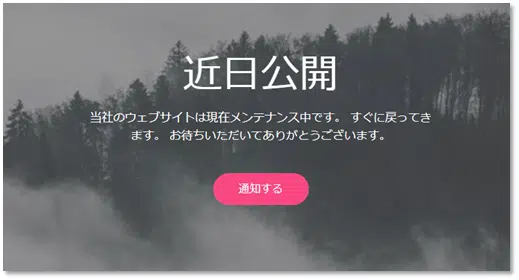 近日公開
当社のウェブサイトは現在メンテナンス中です。 すぐに戻ってき
ます。 お待ちいただいてありがとうございます。
通知する